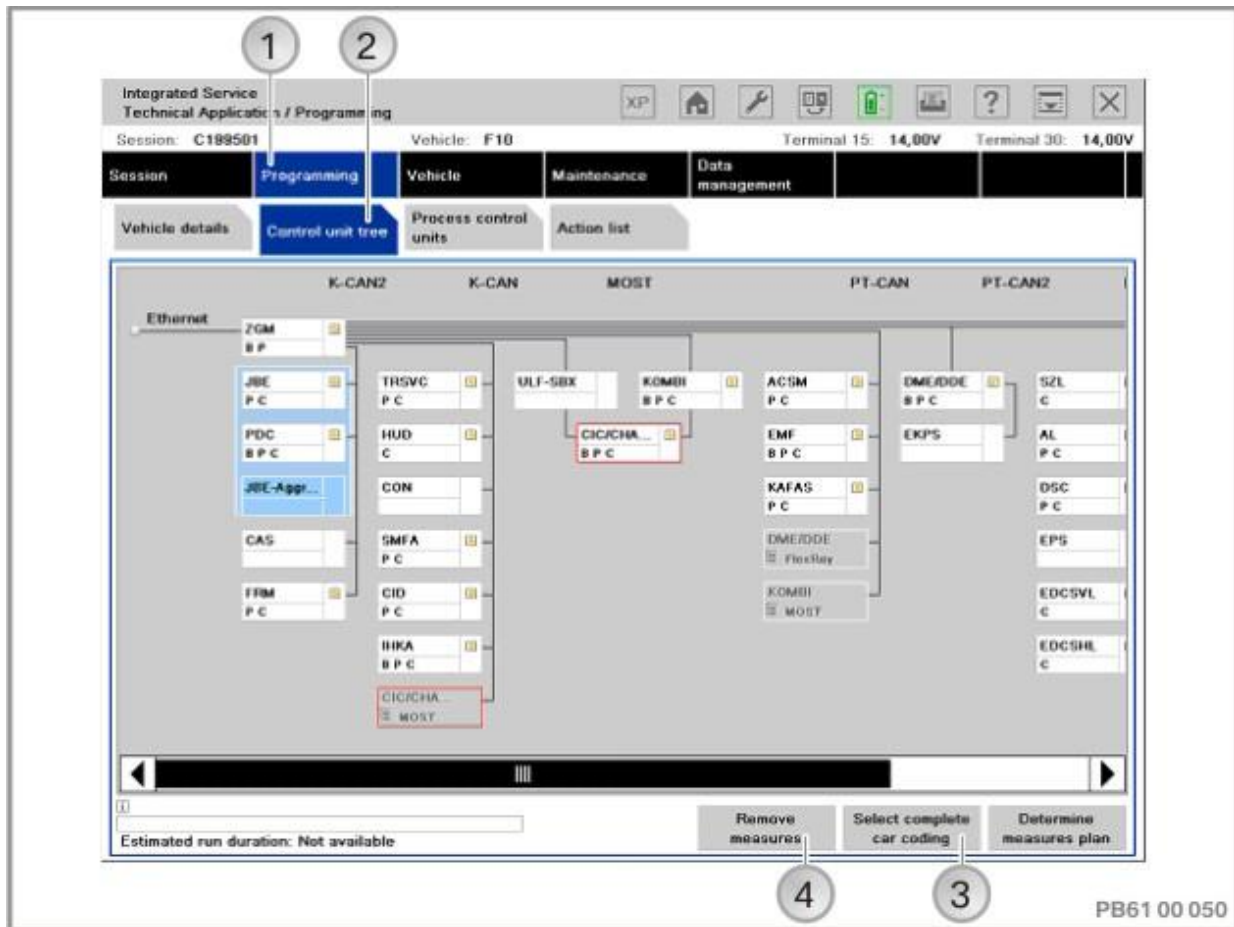 1
2
Integrated Service
Technical Application / Programming
XP
?
Session: C199501
Vehicle: F10
Terminal 15: 14,00V
Terminal 30: 14,00V
Session
Programming
Vehicle
Maintenance
Data
management
Vehicle details
Control unit tree
Process control
units
Action list
K-CAN2
K-CAN
MOST
PT-CAN
PT-CAN2
Ethernet
ZGM
B P
JBE
P C
TRSVC
P C
ULF-SBX
KOMBI
B P C
ACSM
P C
DME/DDE
B P C
SZL
C
PDC
B P C
HUD
C
CIC/CHA...
B P C
EMF
B P C
EKPS
AL
P C
JBE-Aggr...
CON
KAFAS
P C
DSC
P C
CAS
SMFA
P C
DME/DDE
FlexRay
EPS
FRM
P C
CID
P C
KOMBI
MOST
EDCSVL
C
IHKA
B P C
EDCSHL
C
CIC/CHA...
MOST
Estimated run duration: Not available
Remove
measures
Select complete
car coding
Determine
measures plan
4
3
PB61 00 050